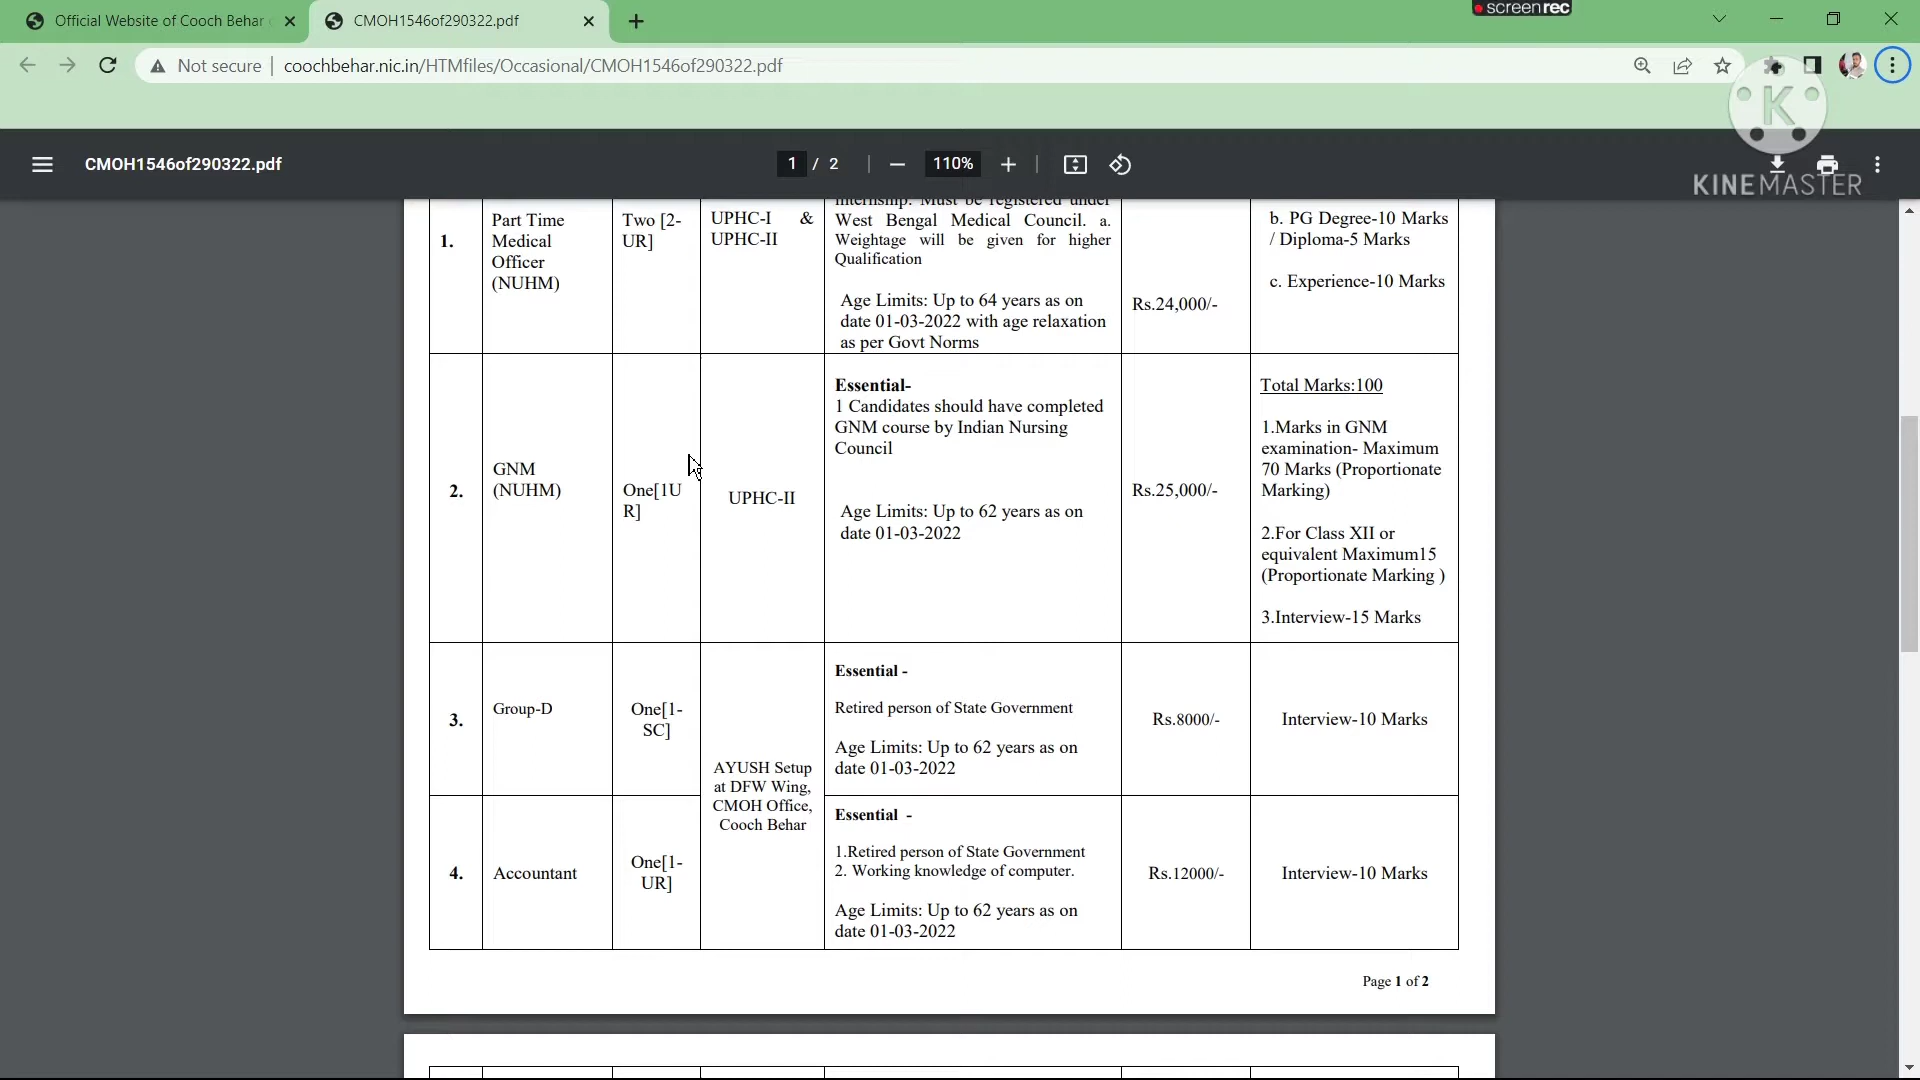 Official Website of Cooch Behar
CMOH1546of290322.pdf
screenrec
Not secure
coochbehar.nic.in/HTMfiles/Occasional/CMOH1546of290322.pdf
K
KINEMASTER
CMOH1546of290322.pdf
1 / 2
110%
internship. Must be registered under
Part Time
Medical
Officer
(NUHM)
1.
Two [2-
UR]
UPHC-I &
UPHC-II
West Bengal Medical Council. a.
Weightage will be given for higher
Qualification
Age Limits: Up to 64 years as on
date 01-03-2022 with age relaxation
as per Govt Norms
Rs.24,000/-
b. PG Degree-10 Marks
/ Diploma-5 Marks
c. Experience-10 Marks
2.
GNM
(NUHM)
One[1U
R]
UPHC-II
Essential-
1 Candidates should have completed
GNM course by Indian Nursing
Council
Age Limits: Up to 62 years as on
date 01-03-2022
Rs.25,000/-
Total Marks:100
1.Marks in GNM
examination- Maximum
70 Marks (Proportionate
Marking)
2.For Class XII or
equivalent Maximum15
(Proportionate Marking )
3.Interview-15 Marks
3.
Group-D
One[1-
SC]
AYUSH Setup
at DFW Wing,
CMOH Office,
Cooch Behar
Essential -
Retired person of State Government
Age Limits: Up to 62 years as on
date 01-03-2022
Rs.8000/-
Interview-10 Marks
4.
Accountant
One[1-
UR]
Essential -
1.Retired person of State Government
2. Working knowledge of computer.
Age Limits: Up to 62 years as on
date 01-03-2022
Rs.12000/-
Interview-10 Marks
Page 1 of 2